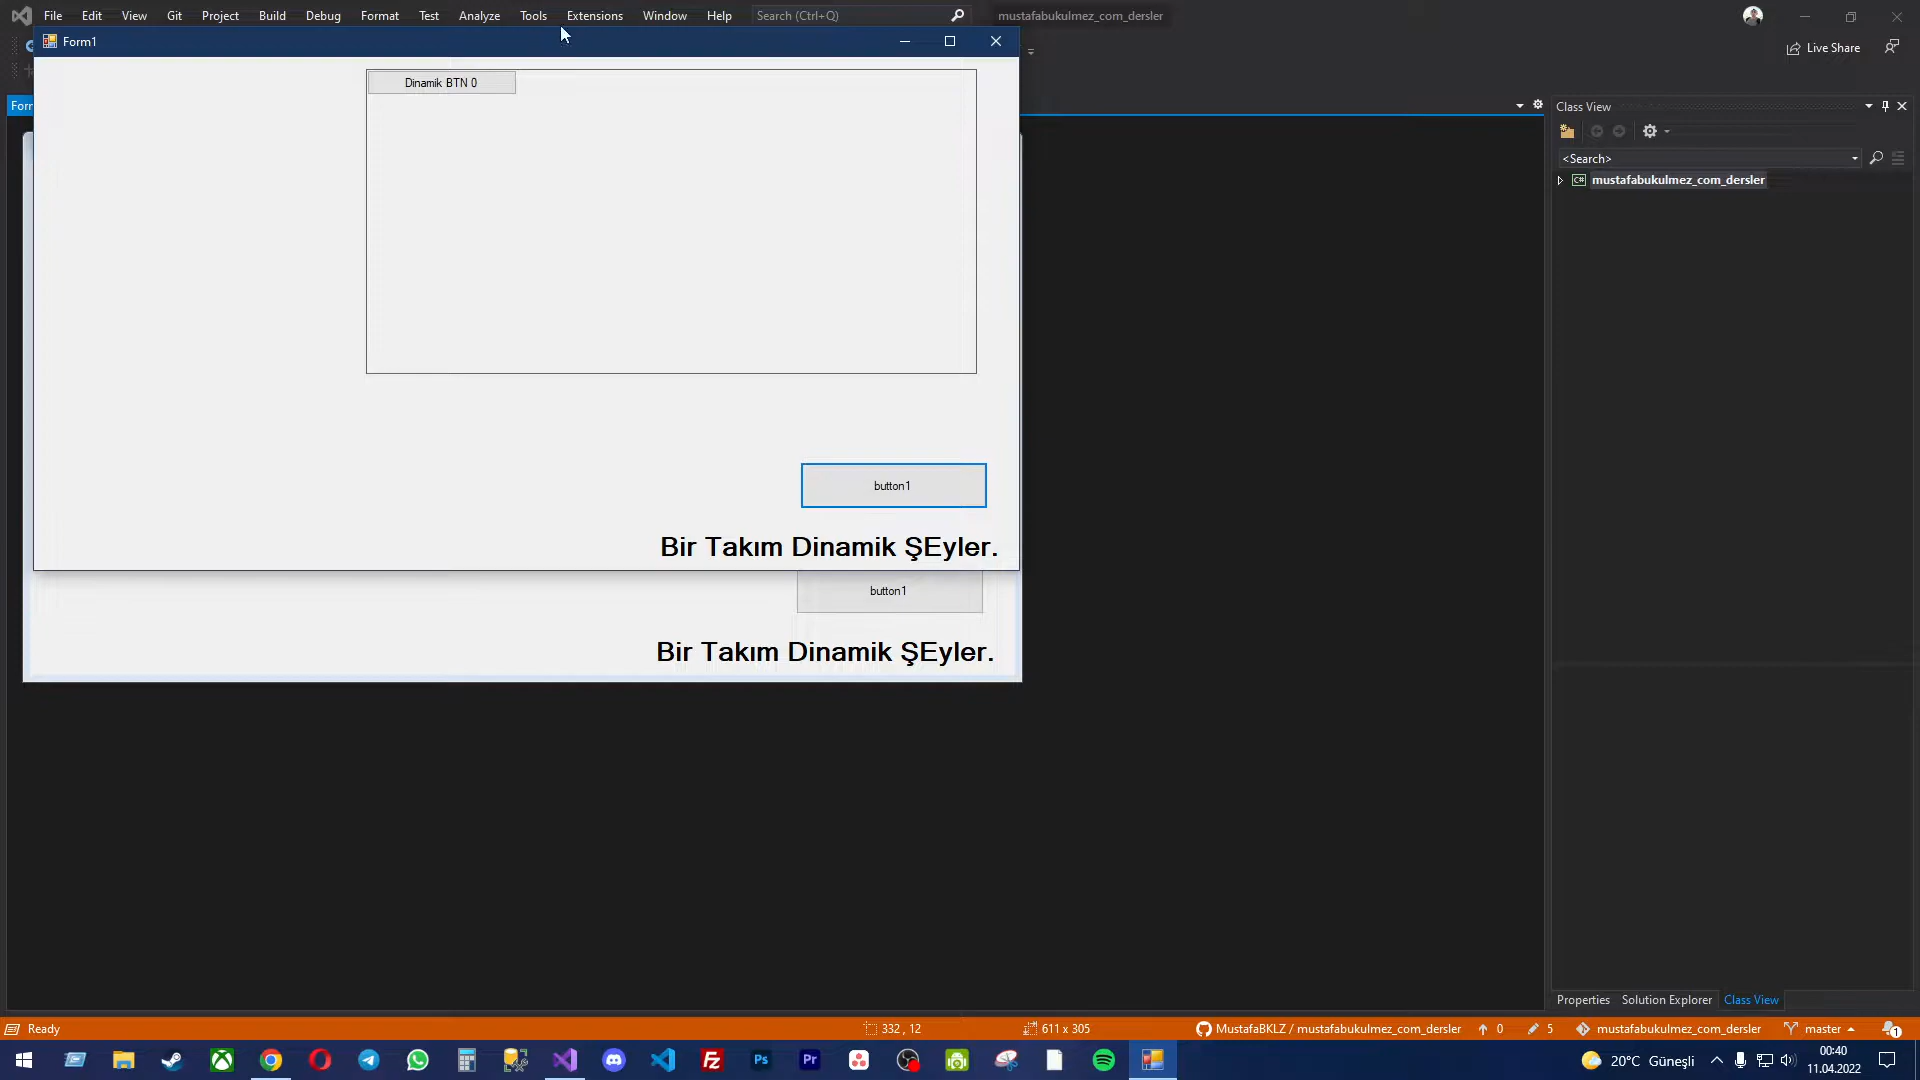 File Edit View Git Project Build Debug Format Test Analyze Tools Extensions Window Help Search (Ctrl+Q) mustafabukulmez_com_dersler
Form1
Live Share
Dinamik BTN 0
Class View
<Search>
mustafabukulmez_com_dersler
button1
Bir Takım Dinamik ŞEyler.
button1
Bir Takım Dinamik ŞEyler.
Properties Solution Explorer Class View
Ready 332 , 12 611 x 305 MustafaBKLZ / mustafabukulmez_com_dersler 0 5 mustafabukulmez_com_dersler master 1
Ps Pr 20°C Güneşli 00:40
11.04.2022